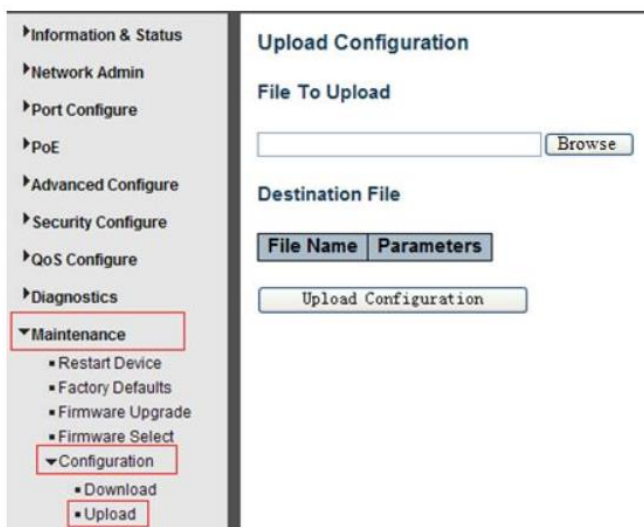 Information & Status
Network Admin
Port Configure
PoE
Advanced Configure
Security Configure
QoS Configure
Diagnostics
Maintenance
Restart Device
Factory Defaults
Firmware Upgrade
Firmware Select
Configuration
Download
Upload
Upload Configuration
File To Upload
Browse
Destination File
File Name Parameters
Upload Configuration